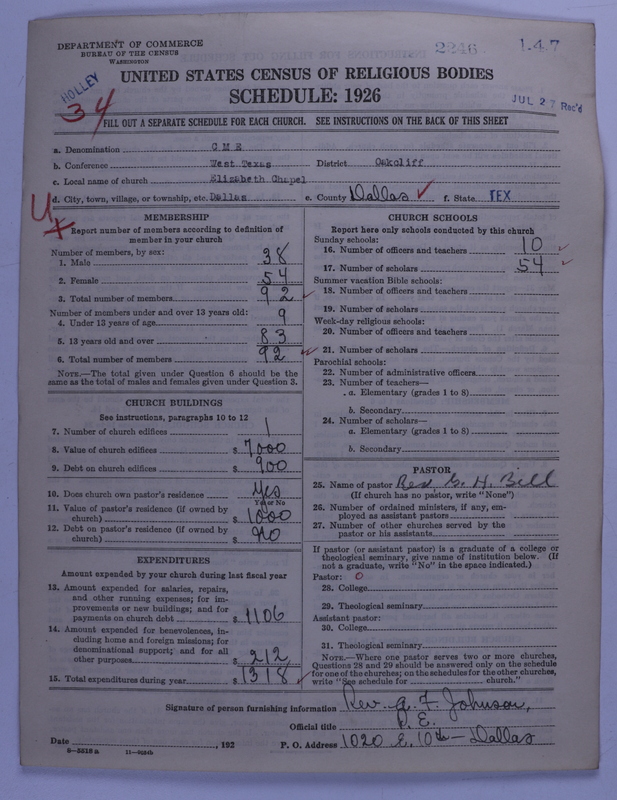 DEPARTMENT OF COMMERCE
BUREAU OF THE CENSUS
WASHINGTON
2246
1.4.7
UNITED STATES CENSUS OF RELIGIOUS BODIES
SCHEDULE: 1926
HOLLEY
34
JUL 27 Rec'd
FILL OUT A SEPARATE SCHEDULE FOR EACH CHURCH. SEE INSTRUCTIONS ON THE BACK OF THIS SHEET
a. Denomination C M E
b. Conference West Texas District Oakcliff
c. Local name of church Elizabeth Chapel
d. City, town, village, or township, etc. Dallas e. County Dallas f. State TEX
U
MEMBERSHIP
Report number of members according to definition of
member in your church
Number of members, by sex:
1. Male 38
2. Female 54
3. Total number of members 92
Number of members under and over 13 years old:
4. Under 13 years of age 9
5. 13 years old and over 83
6. Total number of members 92
NOTE.—The total given under Question 6 should be the
same as the total of males and females given under Question 3.
CHURCH BUILDINGS
See instructions, paragraphs 10 to 12
7. Number of church edifices 1
8. Value of church edifices $ 7000
9. Debt on church edifices $ 900
10. Does church own pastor's residence Yes
Yes or No
11. Value of pastor's residence (if owned by
church) $ 1000
12. Debt on pastor's residence (if owned by
church) $ no
EXPENDITURES
Amount expended by your church during last fiscal year
13. Amount expended for salaries, repairs,
and other running expenses; for im-
provements or new buildings; and for
payments on church debt $ 1106
14. Amount expended for benevolences, in-
cluding home and foreign missions; for
denominational support; and for all
other purposes $ 212
15. Total expenditures during year $ 1318
CHURCH SCHOOLS
Report here only schools conducted by this church
Sunday schools:
16. Number of officers and teachers 10
17. Number of scholars 54
Summer vacation Bible schools:
18. Number of officers and teachers
19. Number of scholars
Week-day religious schools:
20. Number of officers and teachers
21. Number of scholars
Parochial schools:
22. Number of administrative officers
23. Number of teachers—
a. Elementary (grades 1 to 8)
b. Secondary
24. Number of scholars—
a. Elementary (grades 1 to 8)
b. Secondary
PASTOR
25. Name of pastor Rev. G. H. Bell
(If church has no pastor, write "None")
26. Number of ordained ministers, if any, em-
ployed as assistant pastors
27. Number of other churches served by the
pastor or his assistants
If pastor (or assistant pastor) is a graduate of a college or
theological seminary, give name of institution below. (If
not a graduate, write "No" in the space indicated.)
Pastor: 0
28. College
29. Theological seminary
Assistant pastor:
30. College
31. Theological seminary
NOTE.—Where one pastor serves two or more churches,
Questions 28 and 29 should be answered only on the schedule
for one of the churches; on the schedules for the other churches,
write "See schedule for church."
Signature of person furnishing information Rev. A. F. Johnson,
Official title P. E.
Date , 192 P. O. Address 1020 E. 10th - Dallas
8-5518 a 11-8034b